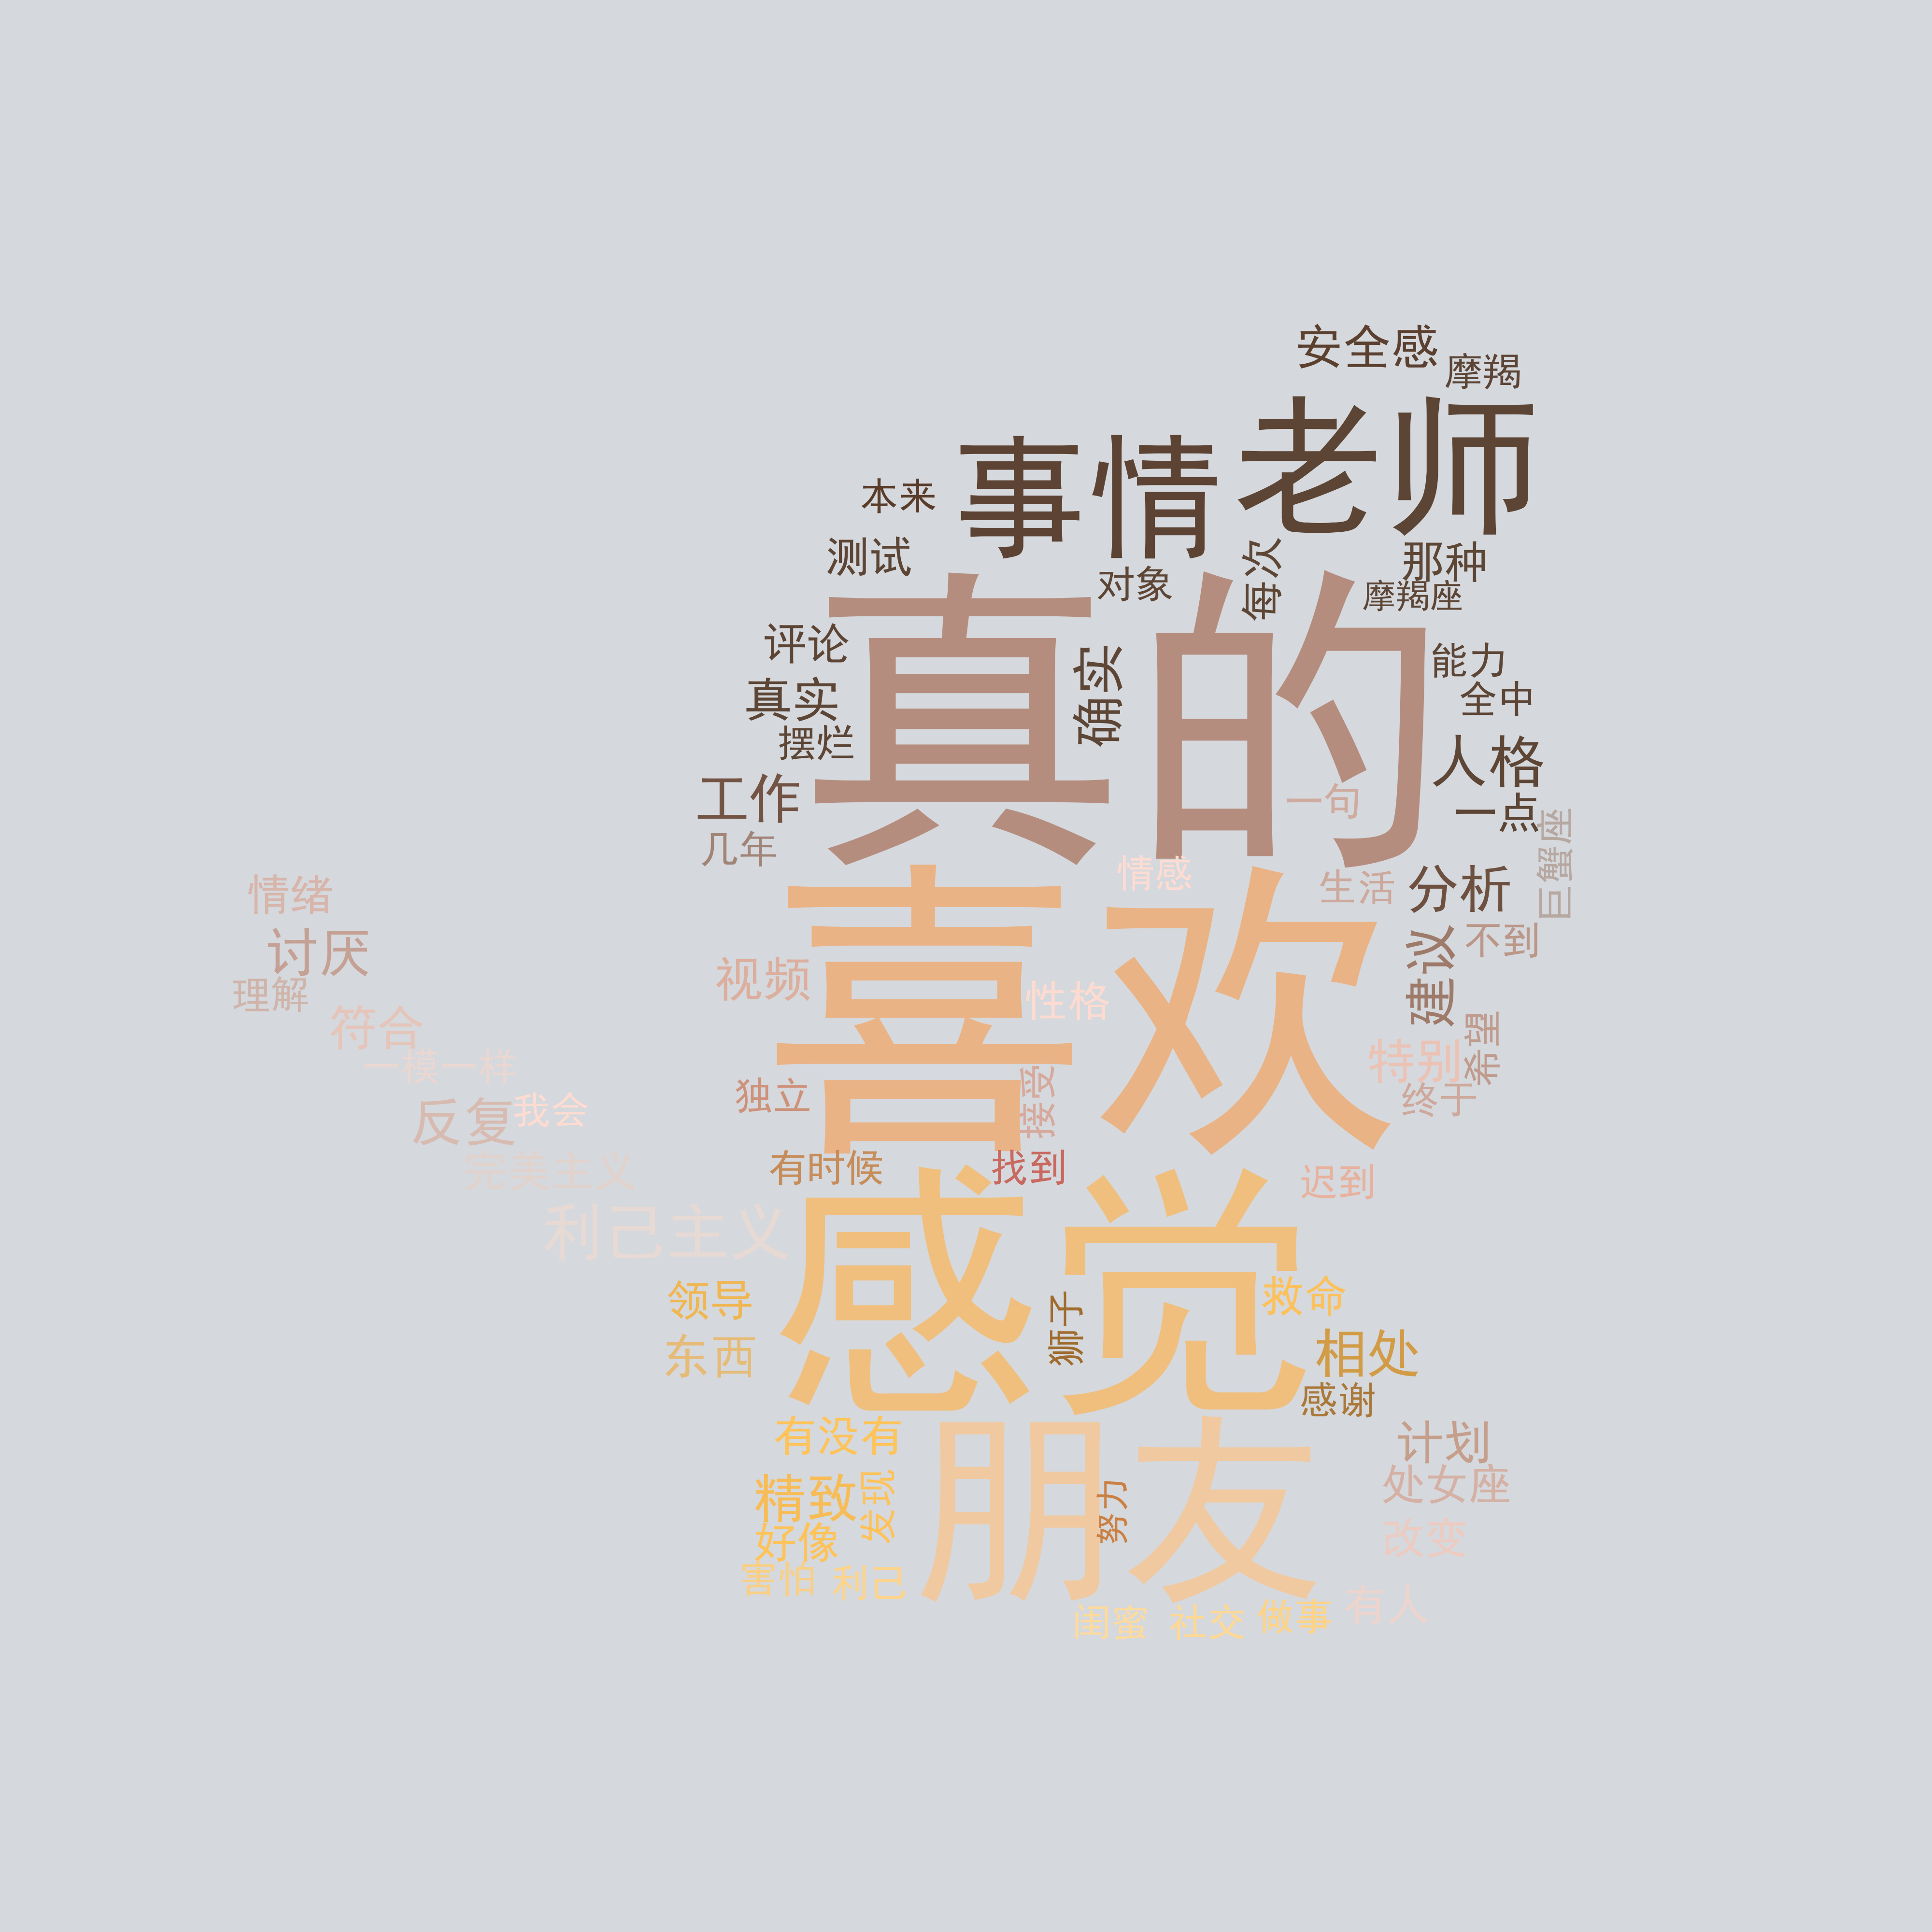 安全感
摩羯
老师
事情
本来
测试
对象
每次
那种
摩羯座
真的
评论
确实
能力
真实
全中
摆烂
人格
工作
一句
一点
几年
巨蟹座
情感
喜欢
情绪
生活
分析
讨厌
视频
建议
不到
理解
性格
符合
希望
一模一样
特别
独立
接受
终于
反复
我会
完美主义
有时候
找到
迟到
利己主义
感觉
领导
狮子
救命
东西
相处
感谢
有没有
朋友
计划
精致
发现
努力
处女座
好像
改变
害怕
利己
闺蜜
社交
做事
有人